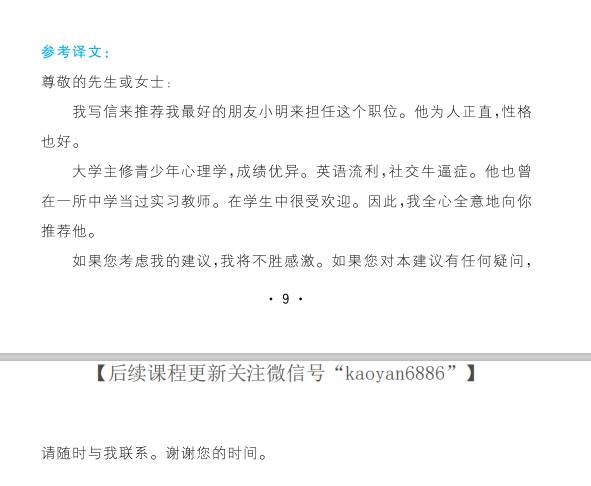 参考译文：
尊敬的先生或女士：
我写信来推荐我最好的朋友小明来担任这个职位。他为人正直，性格
也好。
大学主修青少年心理学，成绩优异。英语流利，社交牛逼症。他也曾
在一所中学当过实习教师。在学生中很受欢迎。因此，我全心全意地向你
推荐他。
如果您考虑我的建议，我将不胜感激。如果您对本建议有任何疑问，
• 9 •
【后续课程更新关注微信号“kaoyan6886”】
请随时与我联系。谢谢您的时间。